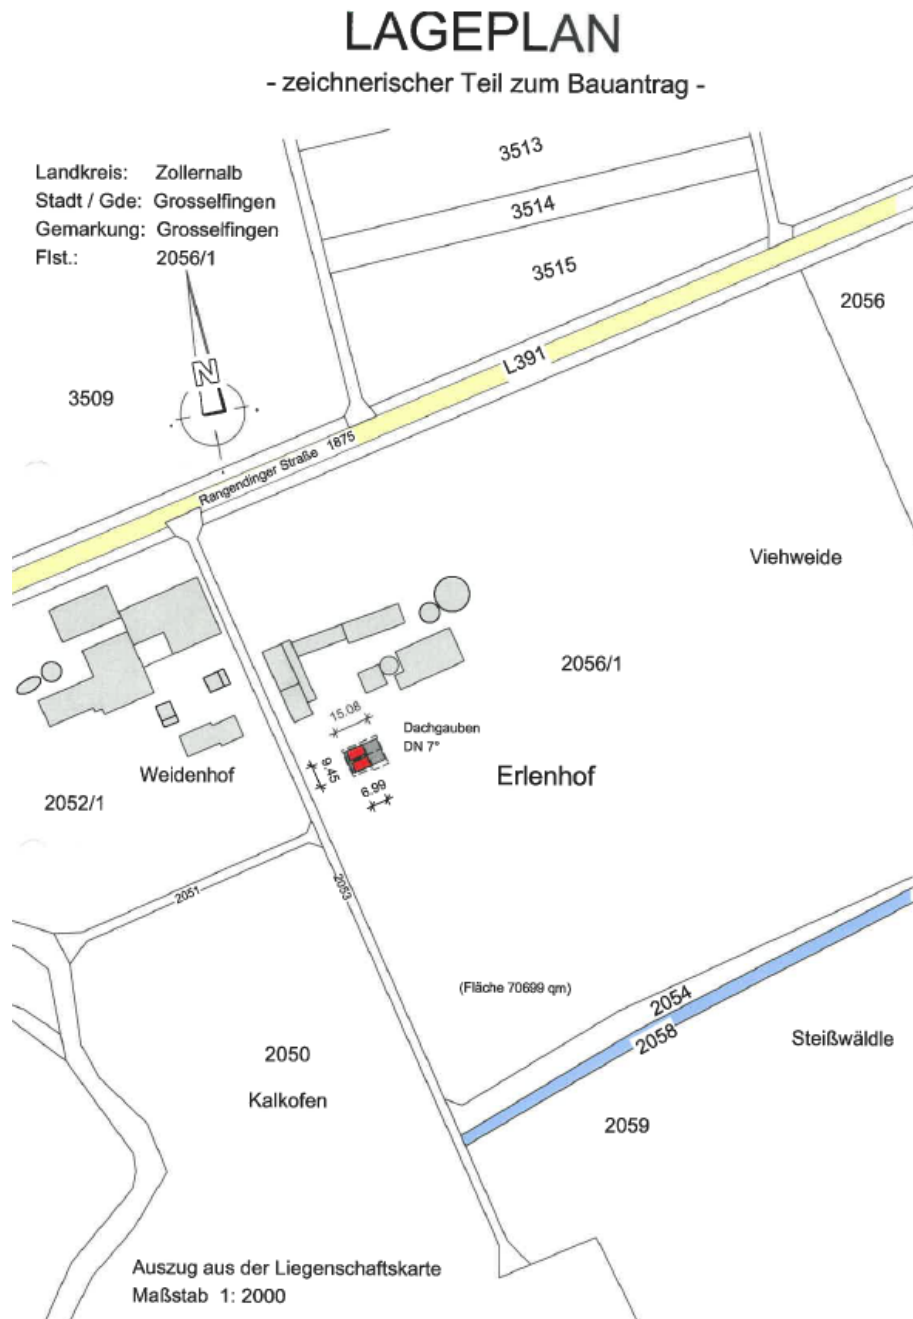 LAGEPLAN
- zeichnerischer Teil zum Bauantrag -
Landkreis: Zollernalb
Stadt / Gde: Grosselfingen
Gemarkung: Grosselfingen
Flst.: 2056/1
3513
3514
3515
2056
L391
N
3509
Rangendinger Straße 1875
Viehweide
2056/1
15.08
Dachgauben
DN 7°
9.45
6.99
Weidenhof
Erlenhof
2052/1
2051
2053
(Fläche 70699 qm)
2054
2058
Steißwäldle
2050
Kalkofen
2059
Auszug aus der Liegenschaftskarte
Maßstab 1: 2000